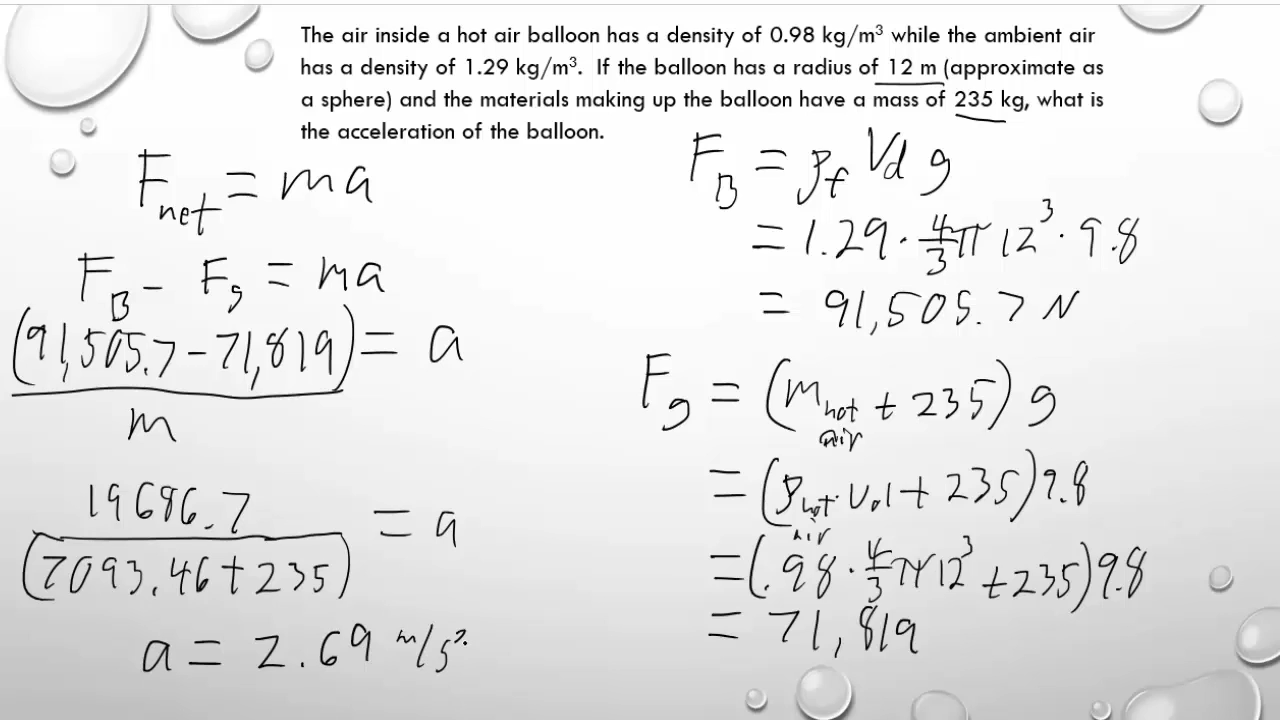 The air inside a hot air balloon has a density of 0.98 kg/m³ while the ambient air
has a density of 1.29 kg/m³. If the balloon has a radius of 12 m (approximate as
a sphere) and the materials making up the balloon have a mass of 235 kg, what is
the acceleration of the balloon.
F_net = ma
F_B - F_g = ma
(91,505.7 - 71,819) / m = a
19686.7 / (7093.46 + 235) = a
a = 2.69 m/s²
F_B = ρ_f Vd g
= 1.29 · 4/3 π 12³ · 9.8
= 91,505.7 N
F_g = (m_hot air + 235) g
= (ρ_hot air · Vol + 235) 9.8
= (.98 · 4/3 π 12³ + 235) 9.8
= 71,819